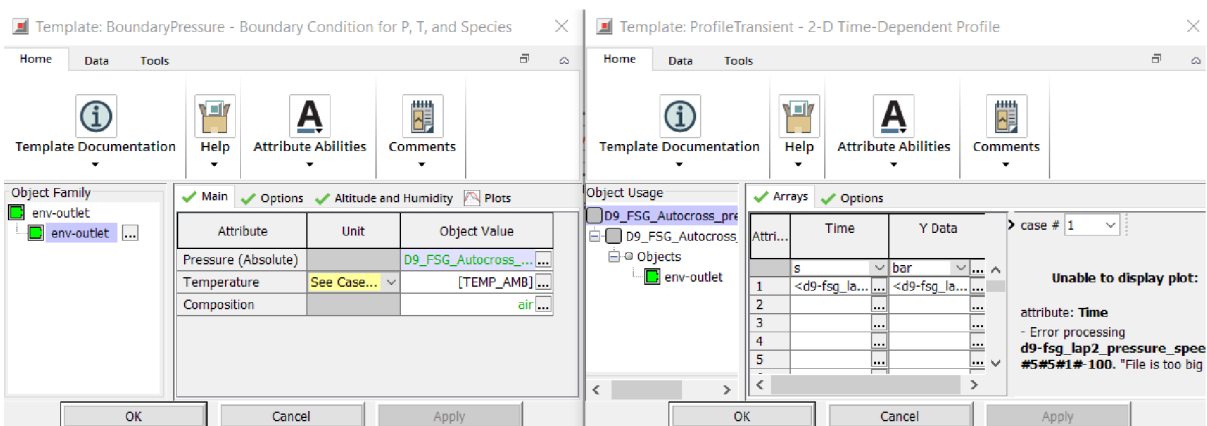 Template: BoundaryPressure - Boundary Condition for P, T, and Species
Home Data Tools
Template Documentation Help Attribute Abilities Comments
Object Family
env-outlet
env-outlet ...
Main Options Altitude and Humidity Plots
Attribute Unit Object Value
Pressure (Absolute) D9_FSG_Autocross_... ...
Temperature See Case... [TEMP_AMB] ...
Composition air ...
OK Cancel Apply
Template: ProfileTransient - 2-D Time-Dependent Profile
Home Data Tools
Template Documentation Help Attribute Abilities Comments
Object Usage
D9_FSG_Autocross_pre
D9_FSG_Autocross_
Objects
env-outlet
Arrays Options
Attri... Time Y Data
s bar ...
1 <d9-fsg_la... ... <d9-fsg_la... ...
2 ... ...
3 ... ...
4 ... ...
5 ... ...
case # 1
Unable to display plot:
attribute: Time
- Error processing
d9-fsg_lap2_pressure_spee
#5#5#1#-100. "File is too big
OK Cancel Apply